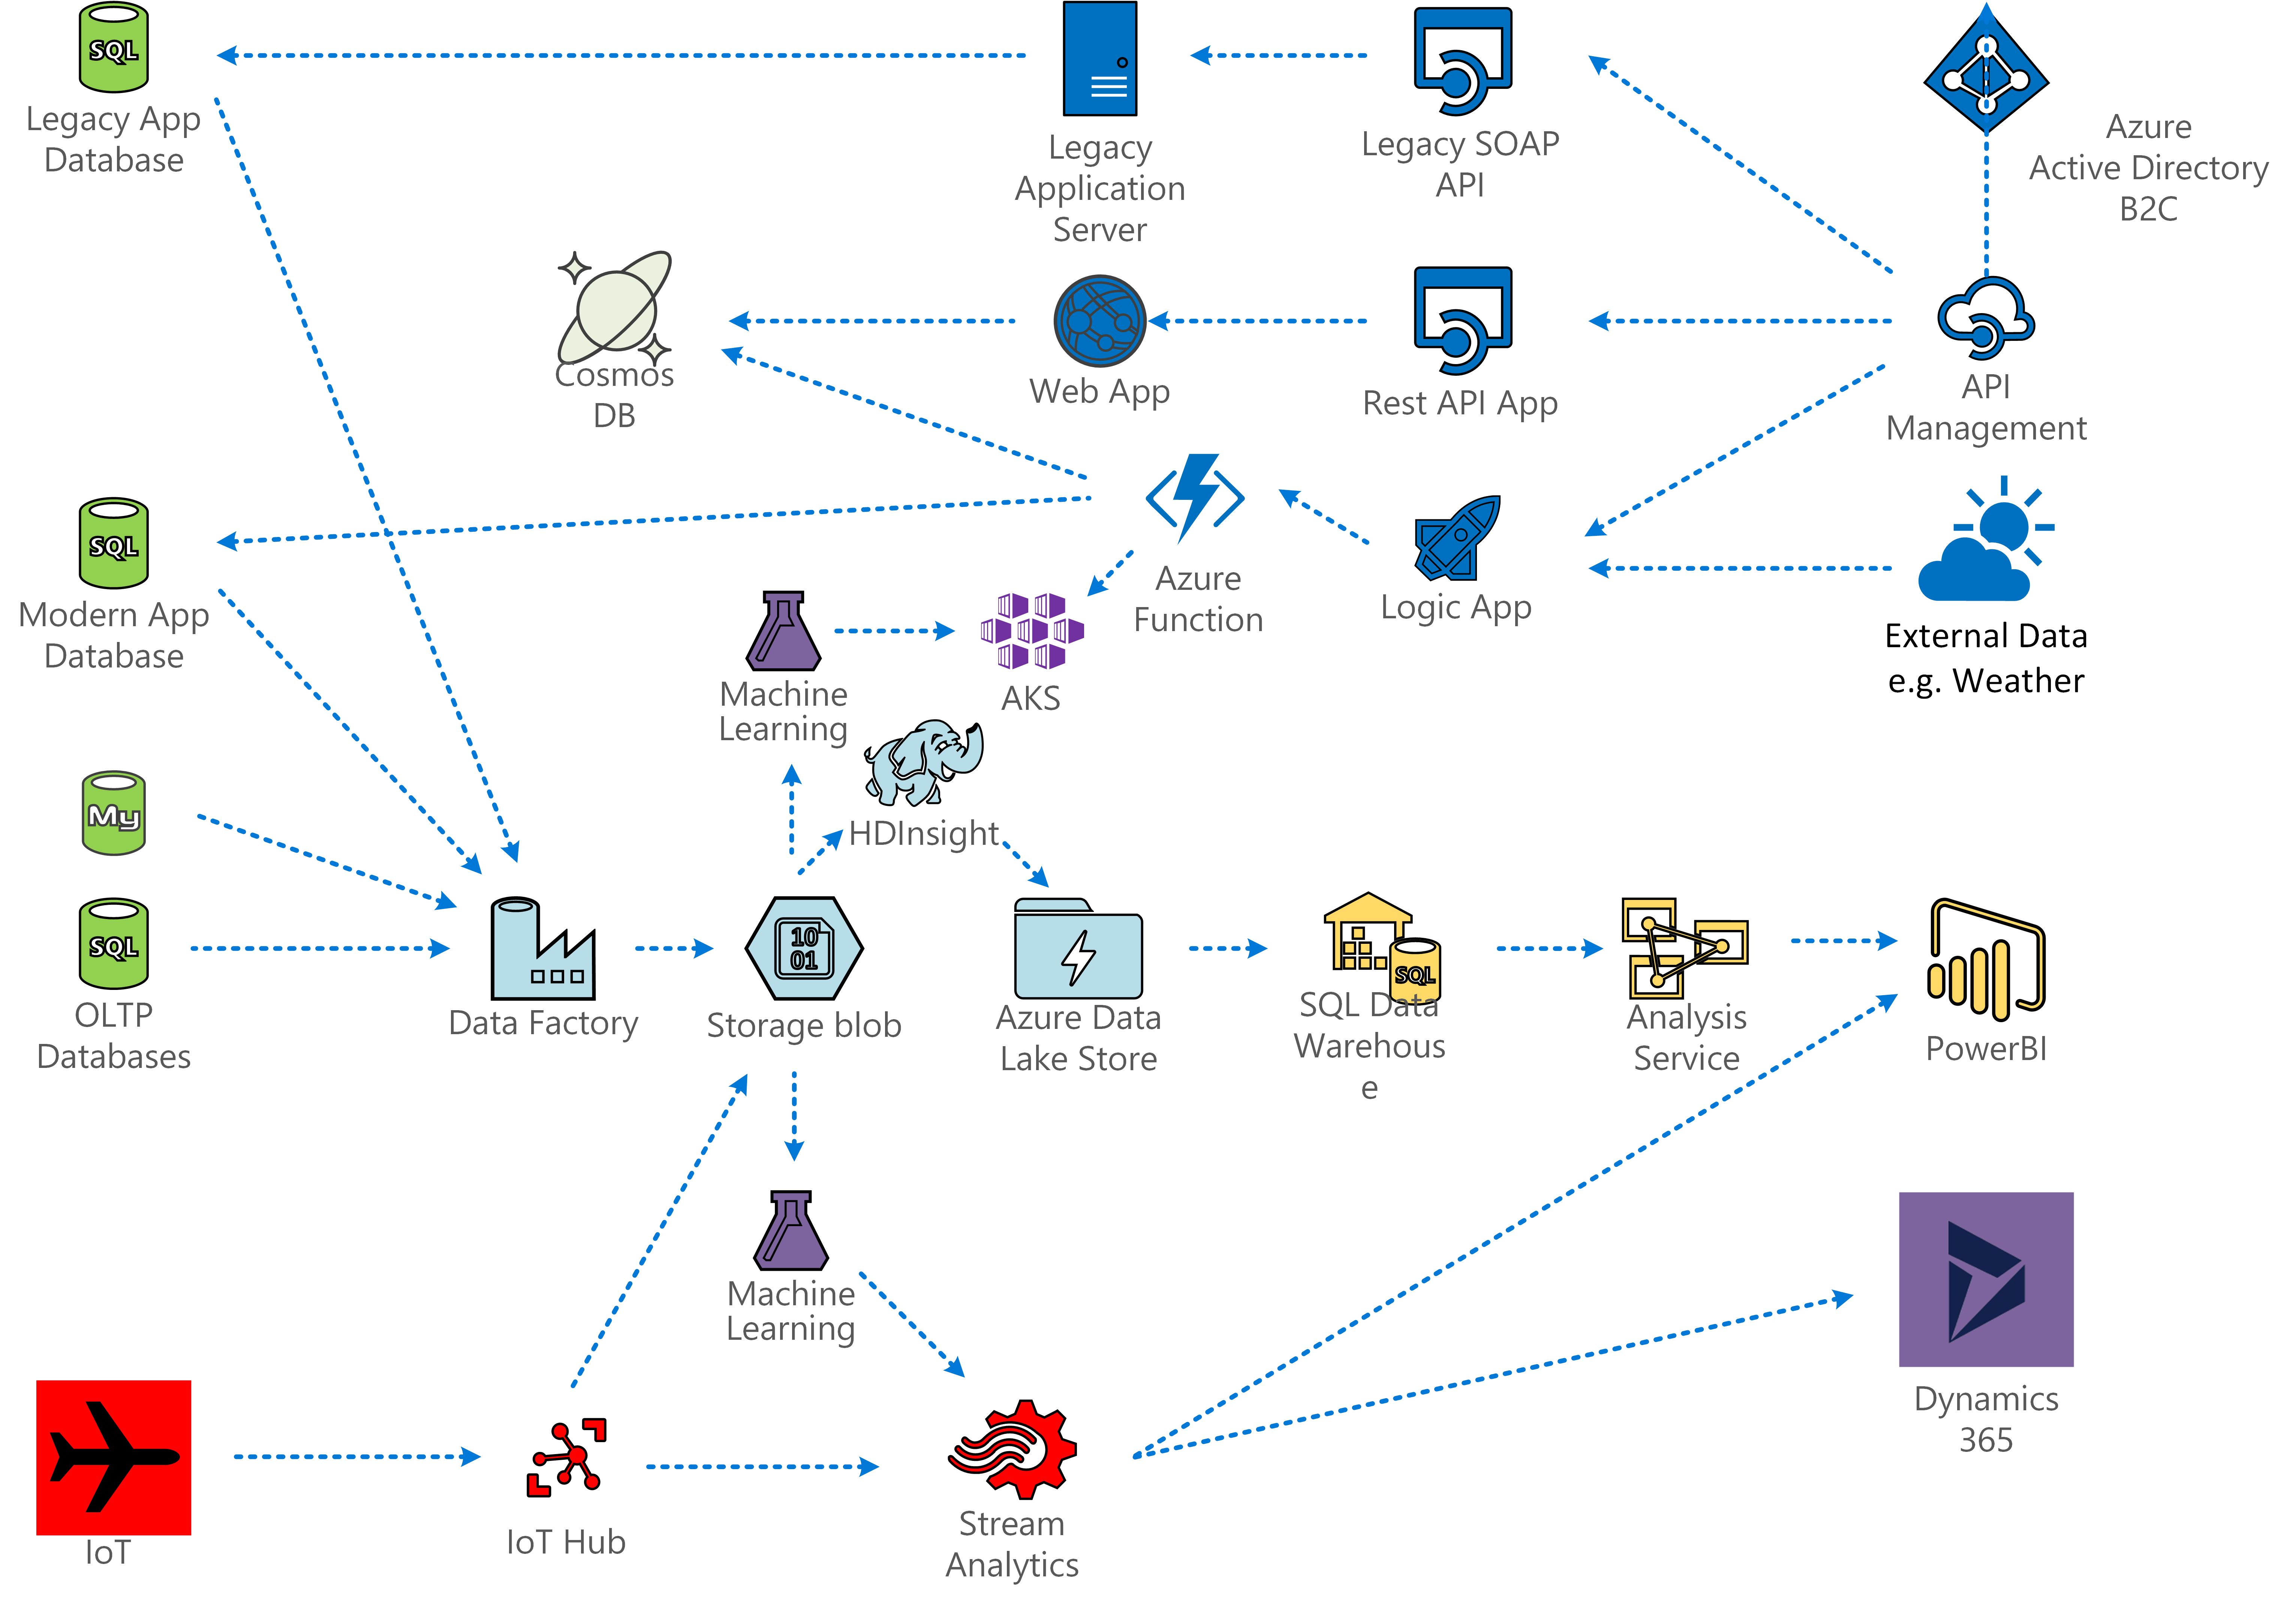 SQL
Legacy App
Database
Legacy
Application
Server
Legacy SOAP
API
Azure
Active Directory
B2C
Cosmos
DB
Web App
Rest API App
API
Management
SQL
Modern App
Database
Azure
Function
Logic App
External Data
e.g. Weather
Machine
Learning
AKS
HDInsight
My
SQL
OLTP
Databases
Data Factory
10
01
Storage blob
Azure Data
Lake Store
SQL
SQL Data
Warehous
e
Analysis
Service
PowerBI
Machine
Learning
Dynamics
365
IoT
IoT Hub
Stream
Analytics